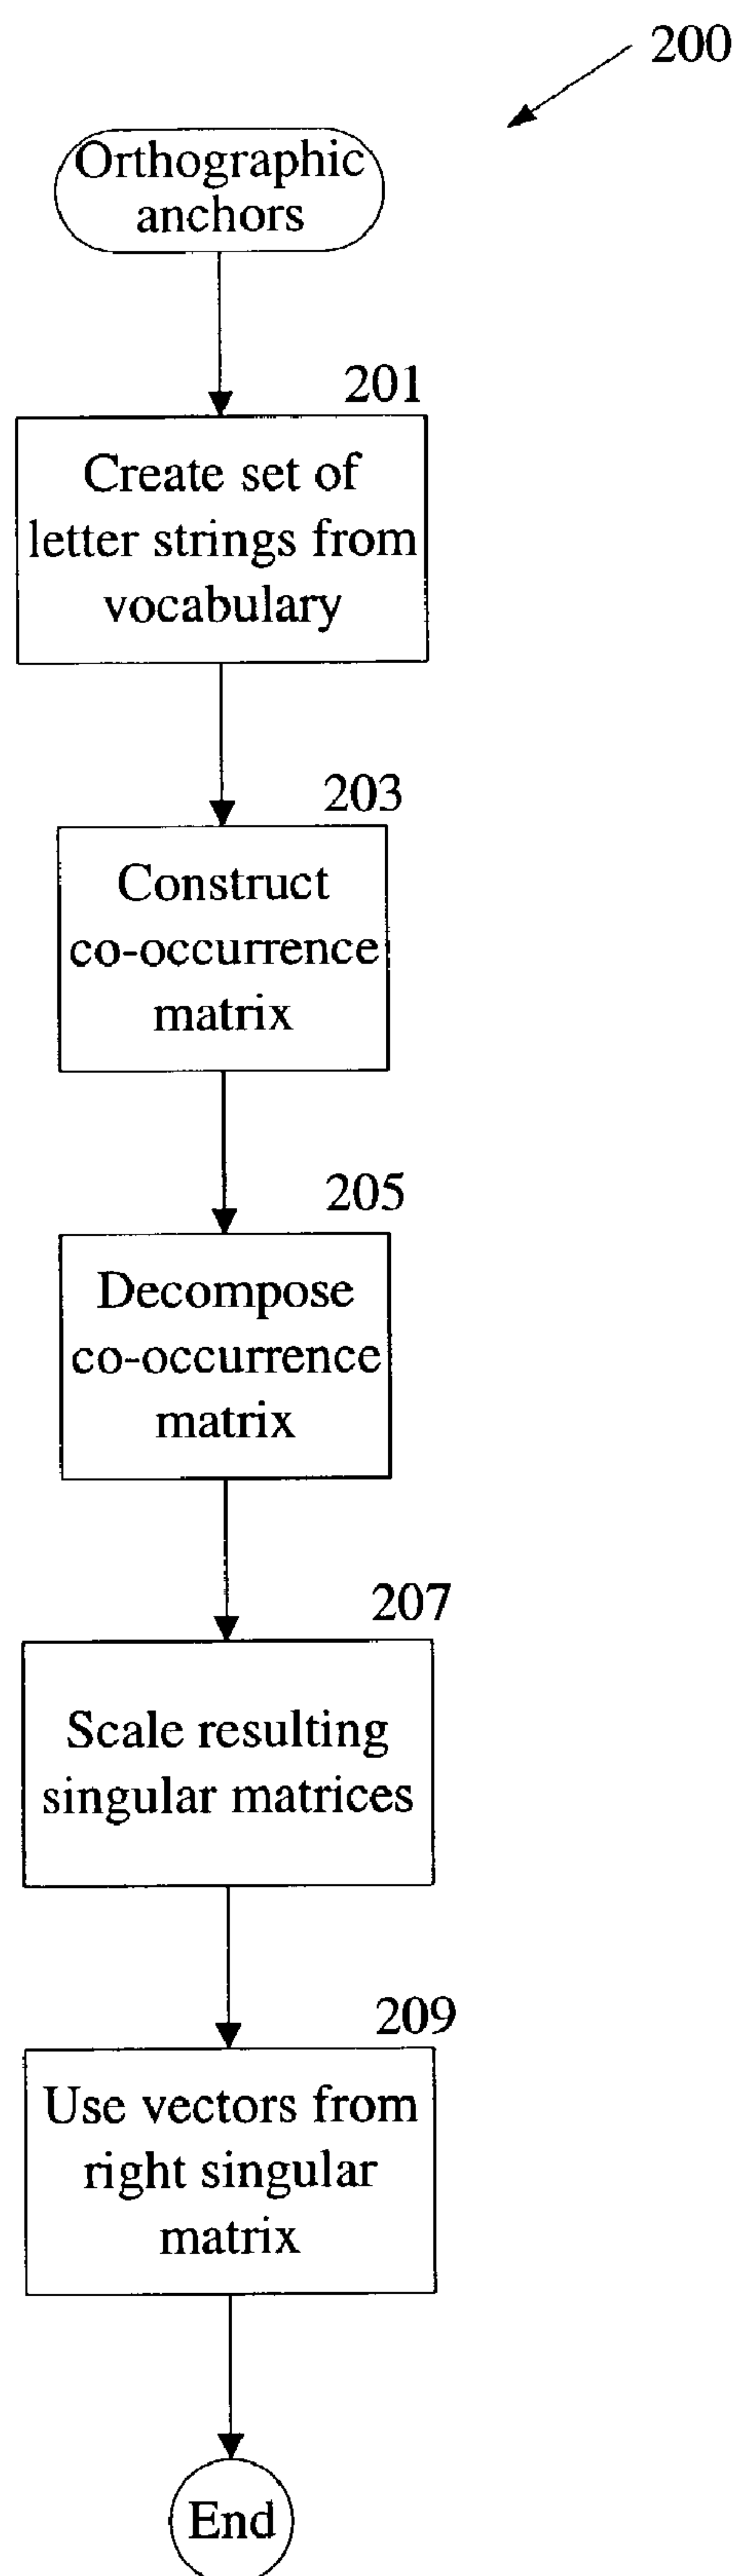 200
Orthographic
anchors
201
Create set of
letter strings from
vocabulary
203
Construct
co-occurrence
matrix
205
Decompose
co-occurrence
matrix
207
Scale resulting
singular matrices
209
Use vectors from
right singular
matrix
End